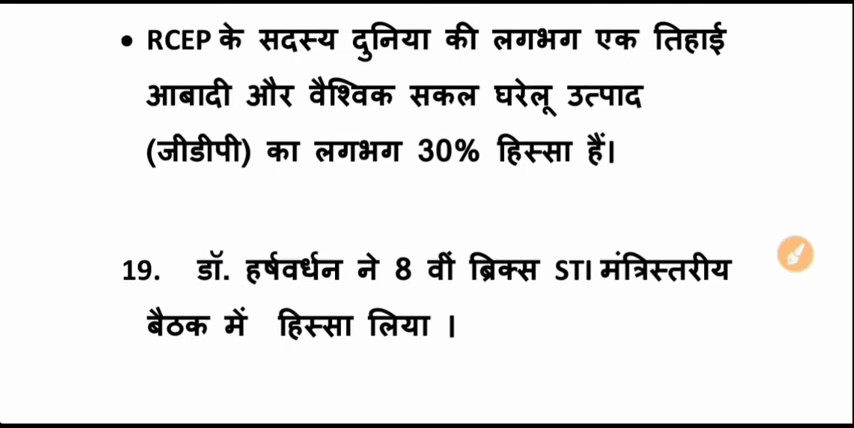 • RCEP के सदस्य दुनिया की लगभग एक तिहाई
आबादी और वैश्विक सकल घरेलू उत्पाद
(जीडीपी) का लगभग 30% हिस्सा हैं।
19. डॉ. हर्षवर्धन ने 8 वीं ब्रिक्स STI मंत्रिस्तरीय
बैठक में हिस्सा लिया ।